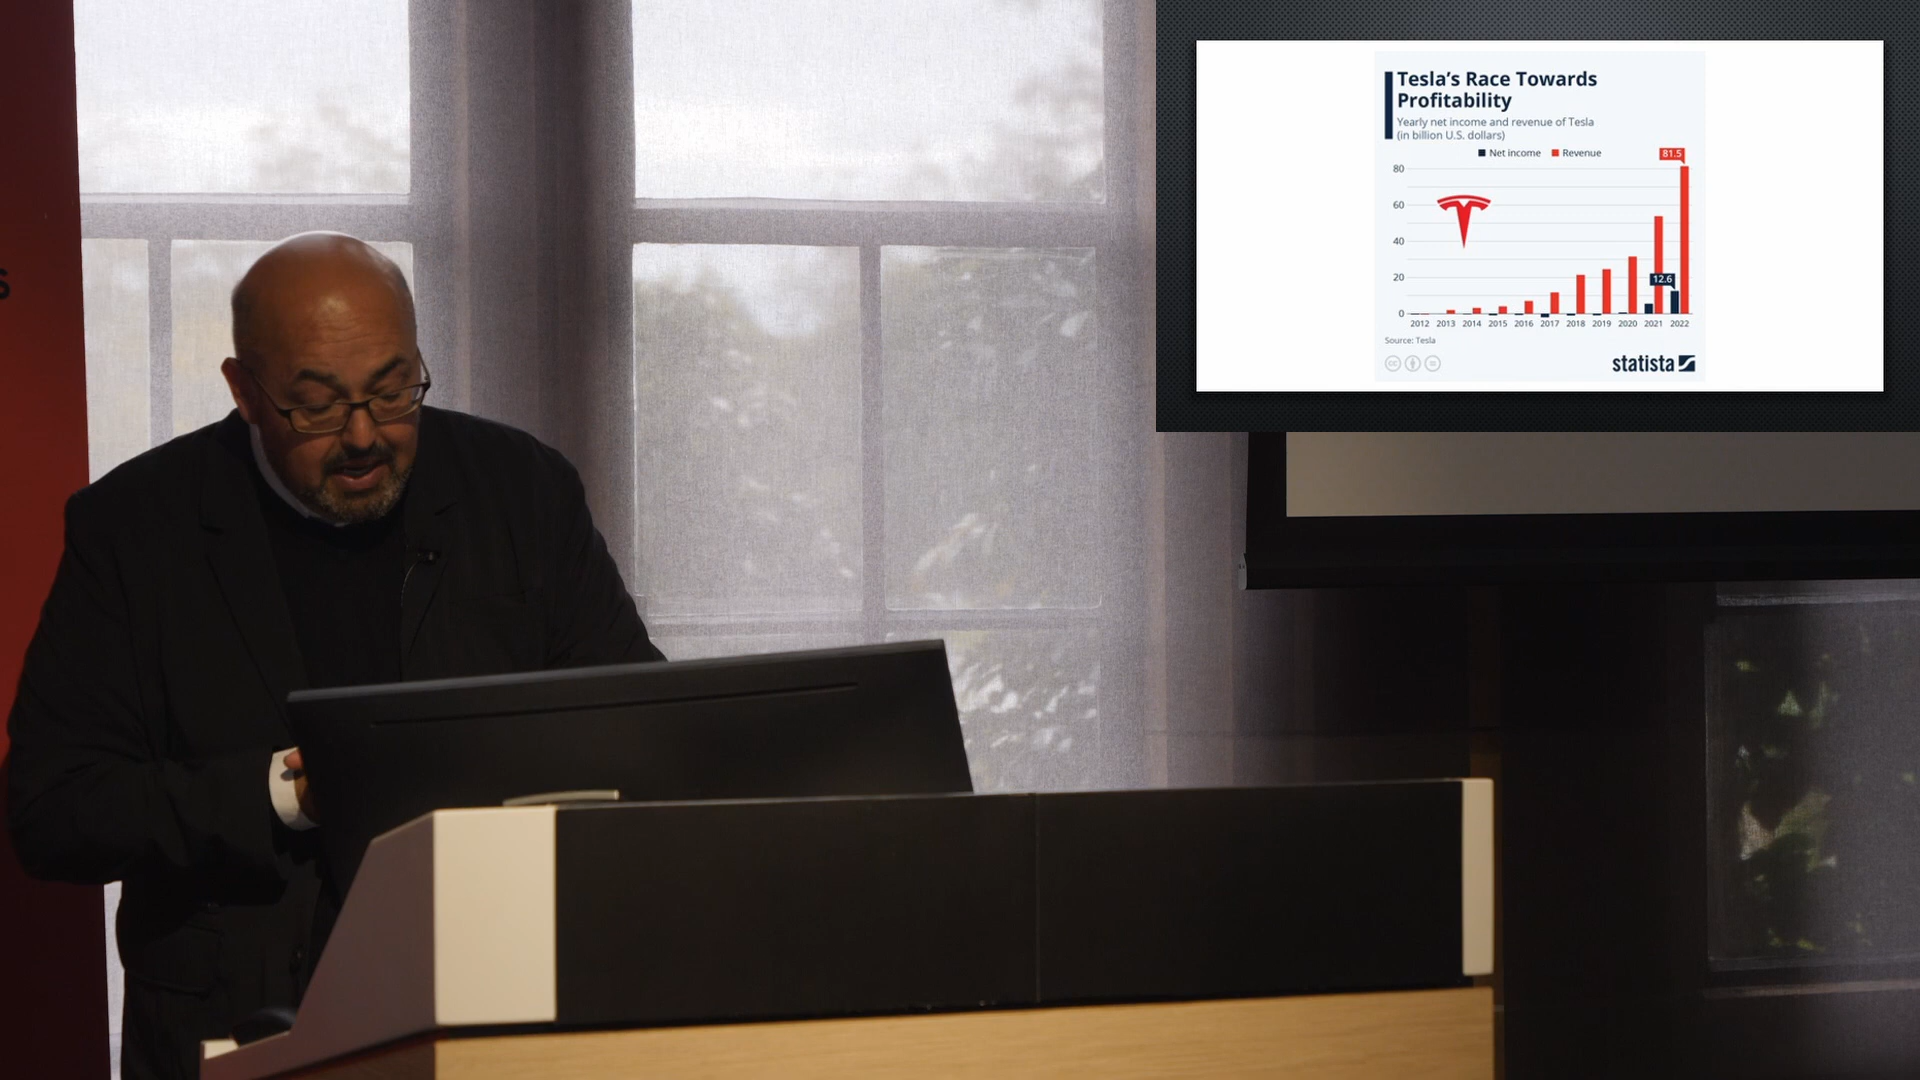 S
Tesla's Race Towards
Profitability
Yearly net income and revenue of Tesla
(in billion U.S. dollars)
Net income Revenue
81.5
80
60
40
20
12.6
0
2012 2013 2014 2015 2016 2017 2018 2019 2020 2021 2022
Source: Tesla
statista